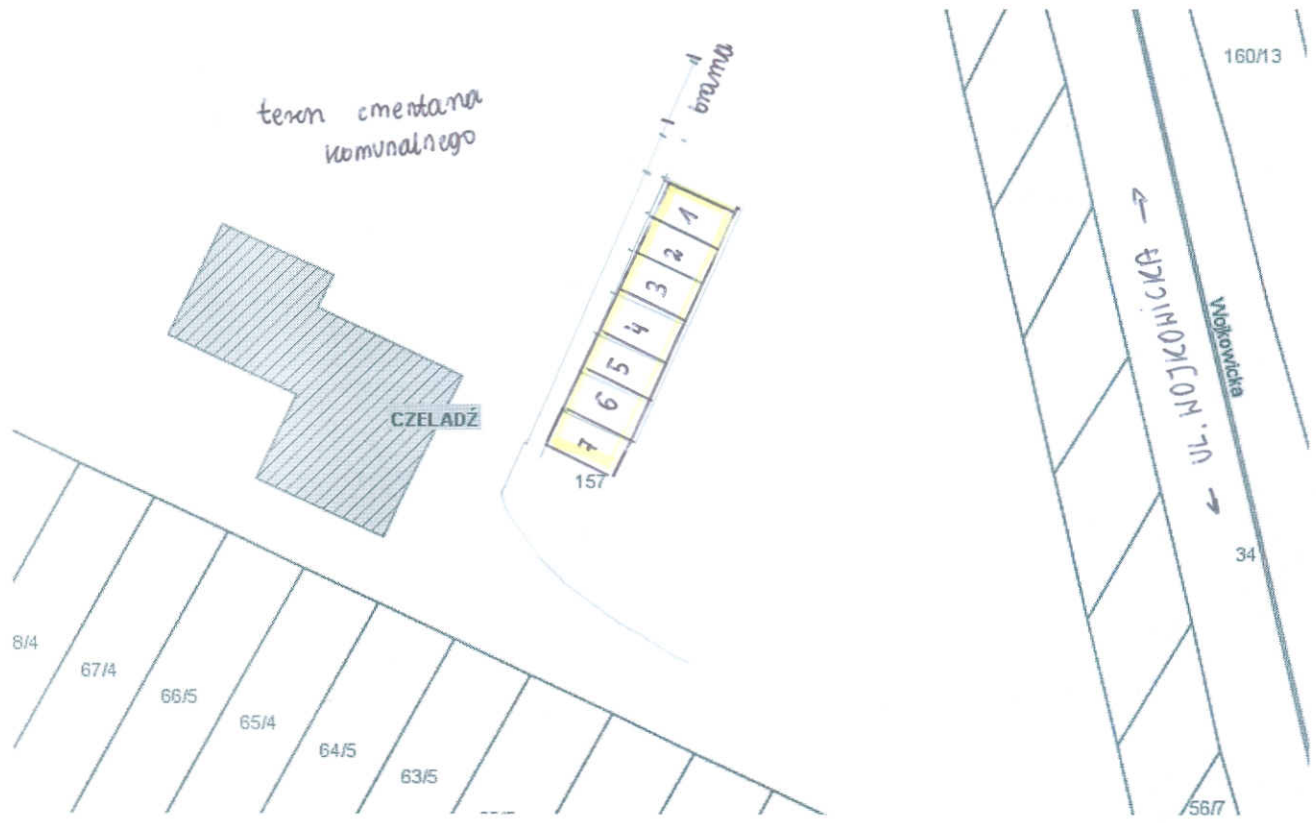 teren cmentarza
komunalnego
brama
160/13
1
2
3
4
5
6
7
157
CZELADŹ
← UL. WOJKOWICKA →
Wojkowicka
34
8/4
67/4
66/5
65/4
64/5
63/5
56/7